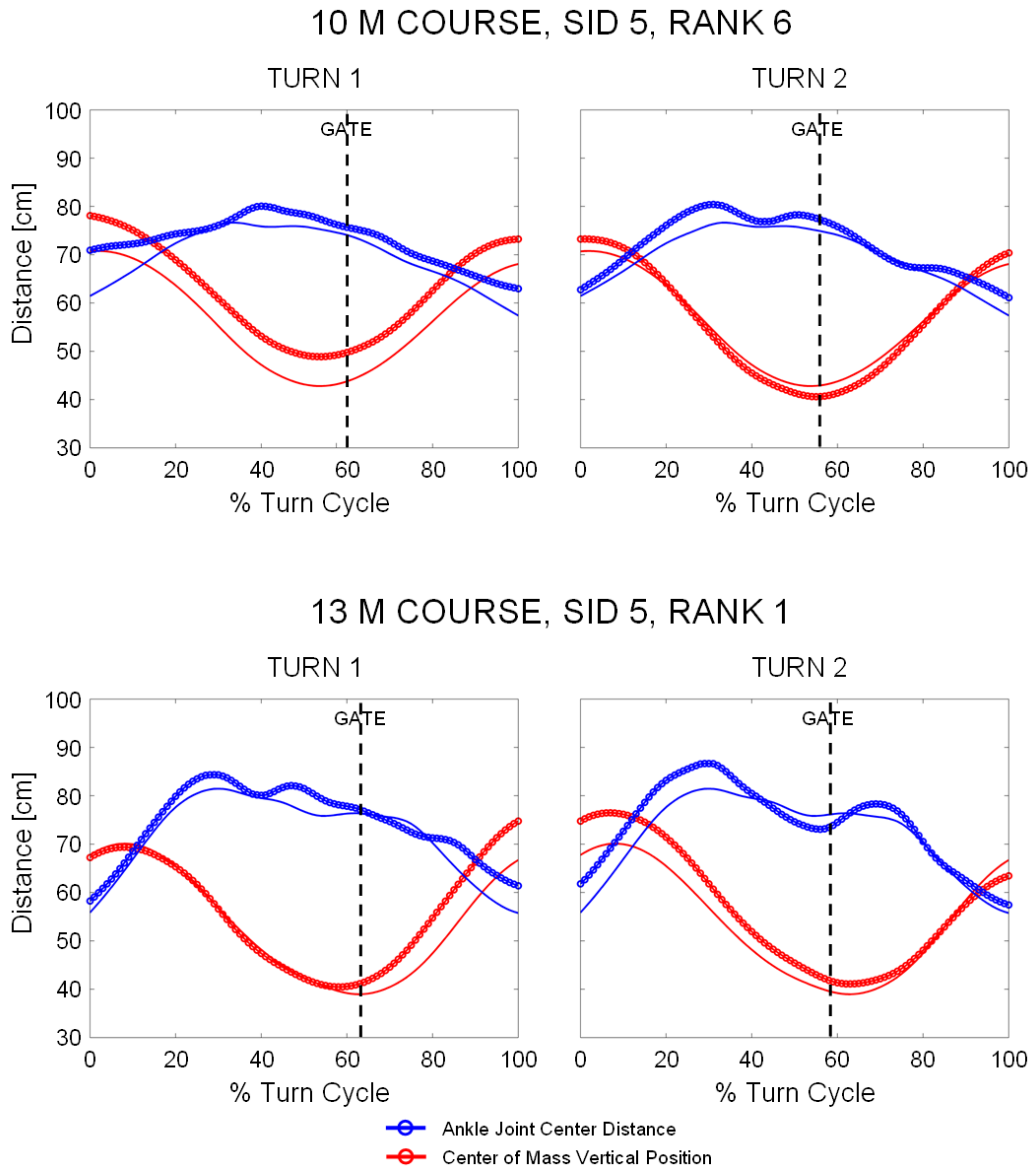 10 M COURSE, SID 5, RANK 6
TURN 1
TURN 2
Distance [cm]
100
90
80
70
60
50
40
30
GATE
GATE
0 20 40 60 80 100
0 20 40 60 80 100
% Turn Cycle
% Turn Cycle
13 M COURSE, SID 5, RANK 1
TURN 1
TURN 2
Distance [cm]
100
90
80
70
60
50
40
30
GATE
GATE
0 20 40 60 80 100
0 20 40 60 80 100
% Turn Cycle
% Turn Cycle
Ankle Joint Center Distance
Center of Mass Vertical Position